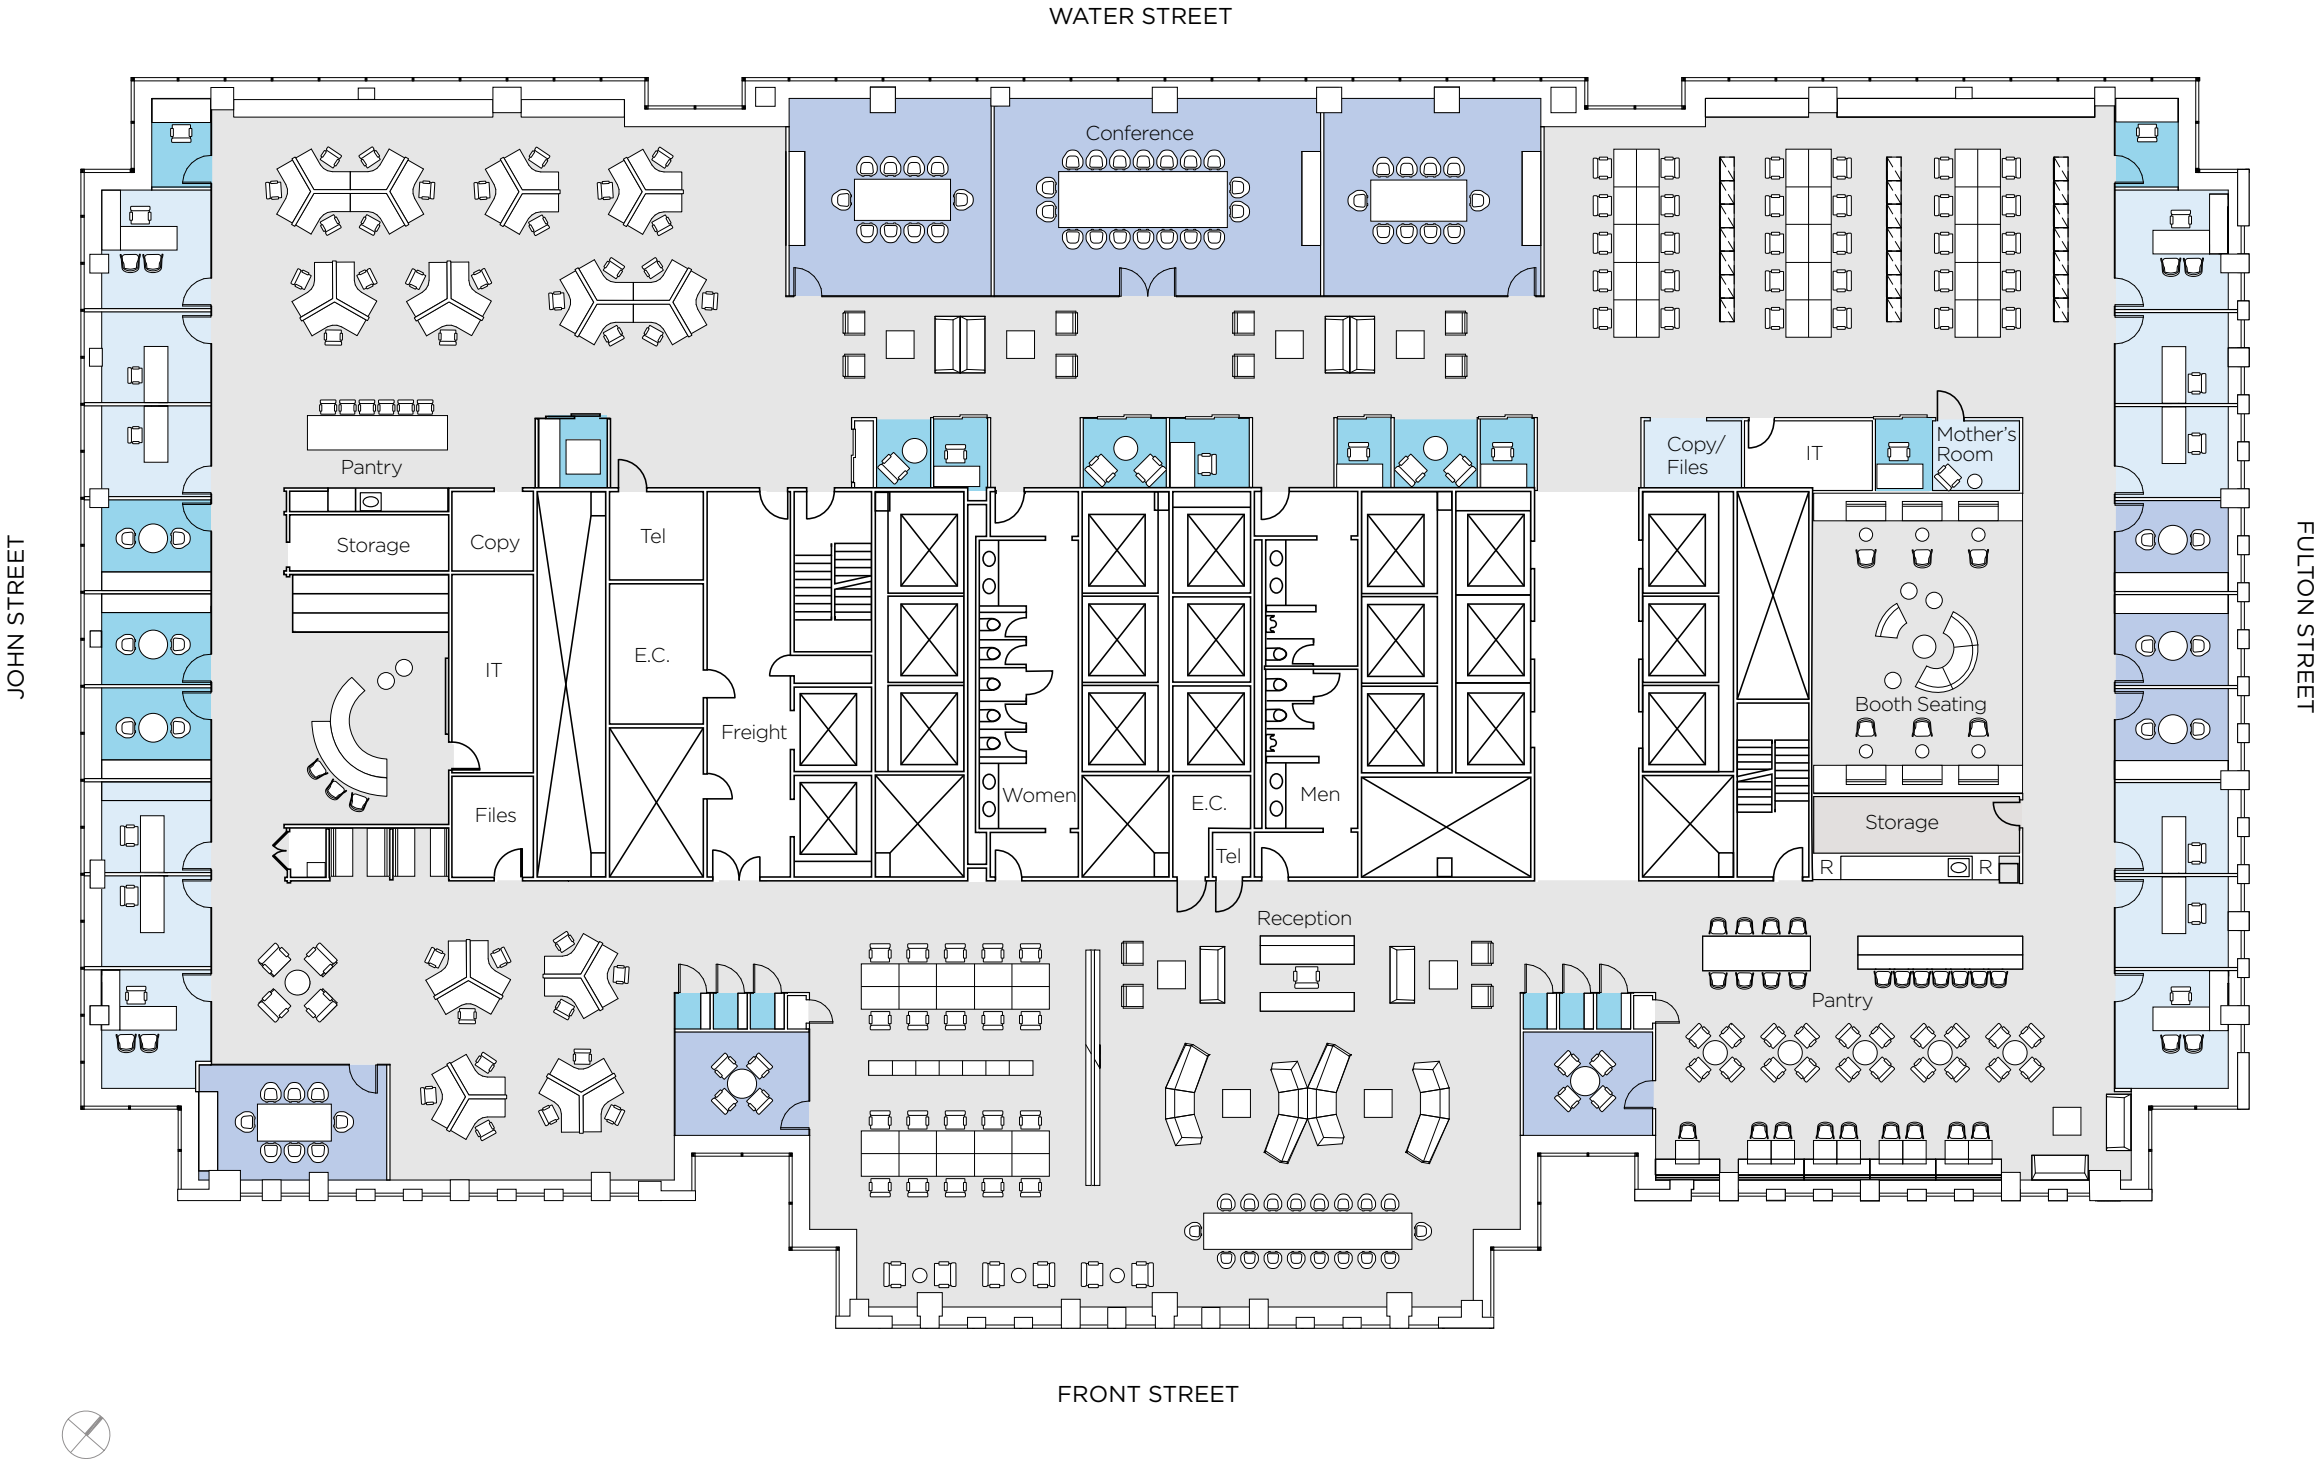 WATER STREET
Conference
Pantry
Copy/
Files
IT
Mother's
Room
Storage
Copy
Tel
JOHN STREET
FULTON STREET
IT
E.C.
Freight
Booth Seating
Files
Women
E.C.
Men
Storage
Tel
R
R
Reception
Pantry
FRONT STREET